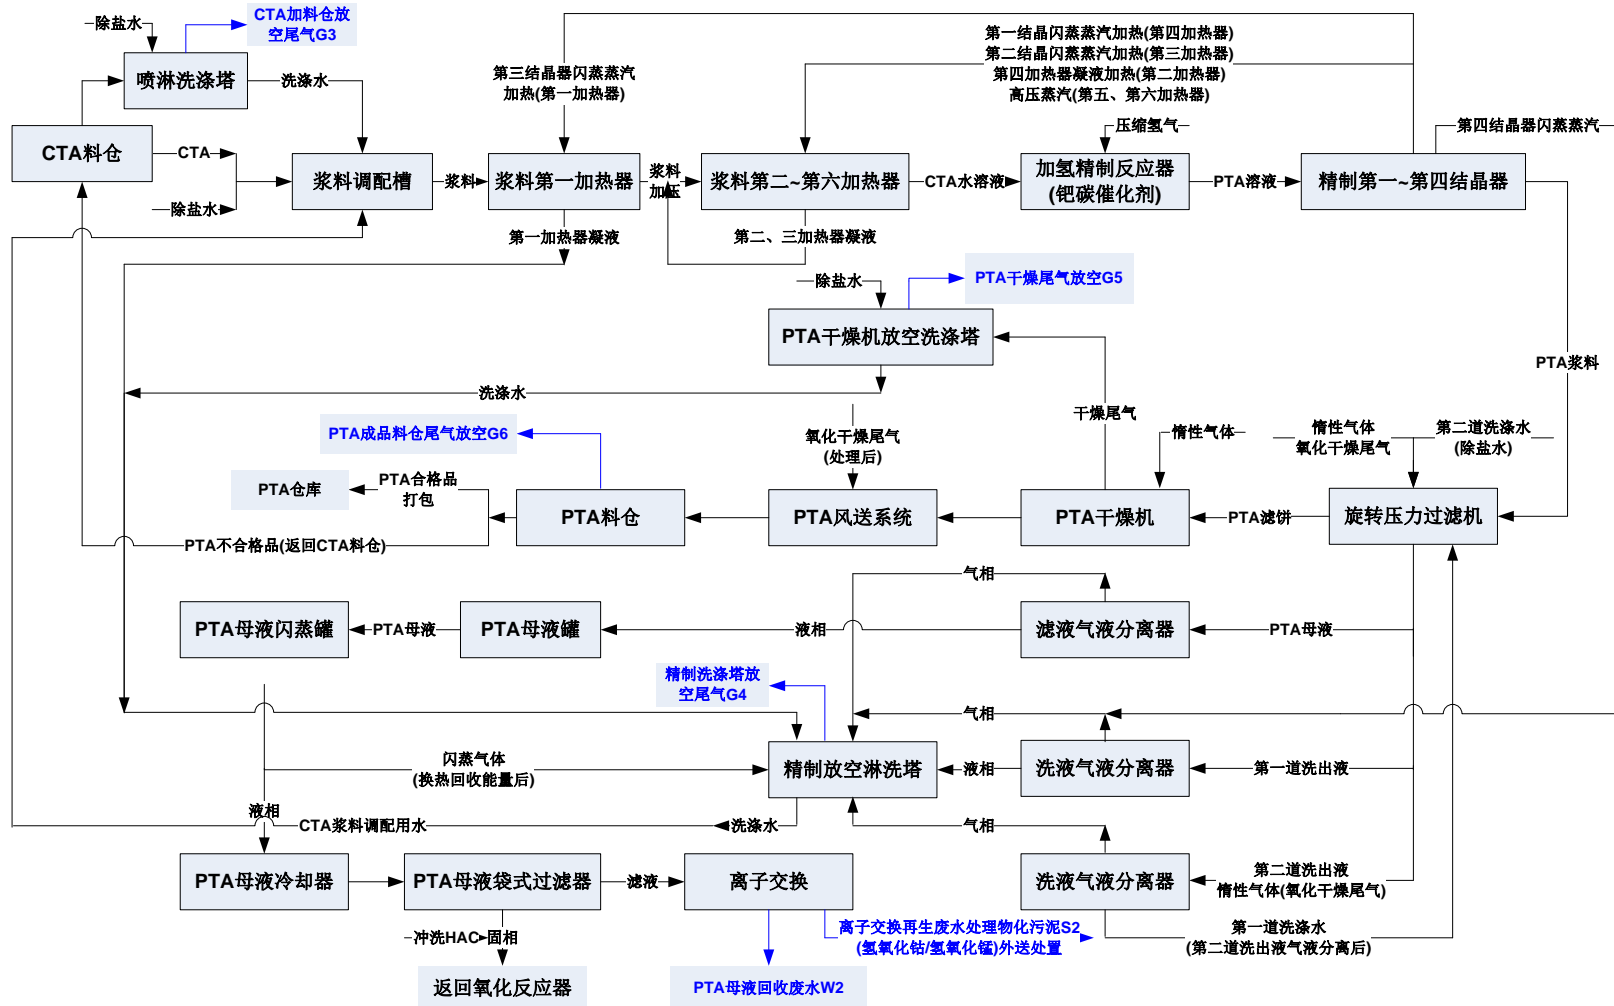 除盐水
CTA加料仓放
空尾气G3
喷淋洗涤塔
洗涤水
第三结晶器闪蒸蒸汽
加热(第一加热器)
第一结晶闪蒸蒸汽加热(第四加热器)
第二结晶闪蒸蒸汽加热(第三加热器)
第四加热器凝液加热(第二加热器)
高压蒸汽(第五、第六加热器)
压缩氢气
第四结晶器闪蒸蒸汽
CTA料仓
CTA
除盐水
浆料调配槽
浆料
浆料第一加热器
浆料
加压
浆料第二~第六加热器
CTA水溶液
加氢精制反应器
(钯碳催化剂)
PTA溶液
精制第一~第四结晶器
第一加热器凝液
第二、三加热器凝液
除盐水
PTA干燥尾气放空G5
PTA干燥机放空洗涤塔
PTA浆料
洗涤水
干燥尾气
PTA成品料仓尾气放空G6
氧化干燥尾气
(处理后)
惰性气体
惰性气体
氧化干燥尾气
第二道洗涤水
(除盐水)
PTA仓库
PTA合格品
打包
PTA料仓
PTA风送系统
PTA干燥机
PTA滤饼
旋转压力过滤机
PTA不合格品(返回CTA料仓)
气相
PTA母液闪蒸罐
PTA母液
PTA母液罐
液相
滤液气液分离器
PTA母液
精制洗涤塔放
空尾气G4
气相
闪蒸气体
(换热回收能量后)
精制放空淋洗塔
液相
洗液气液分离器
第一道洗出液
液相
CTA浆料调配用水
洗涤水
气相
PTA母液冷却器
PTA母液袋式过滤器
滤液
离子交换
洗液气液分离器
第二道洗出液
惰性气体(氧化干燥尾气)
冲洗HAC
固相
离子交换再生废水处理物化污泥S2
(氢氧化钴/氢氧化锰)外送处置
第一道洗涤水
(第二道洗出液气液分离后)
返回氧化反应器
PTA母液回收废水W2